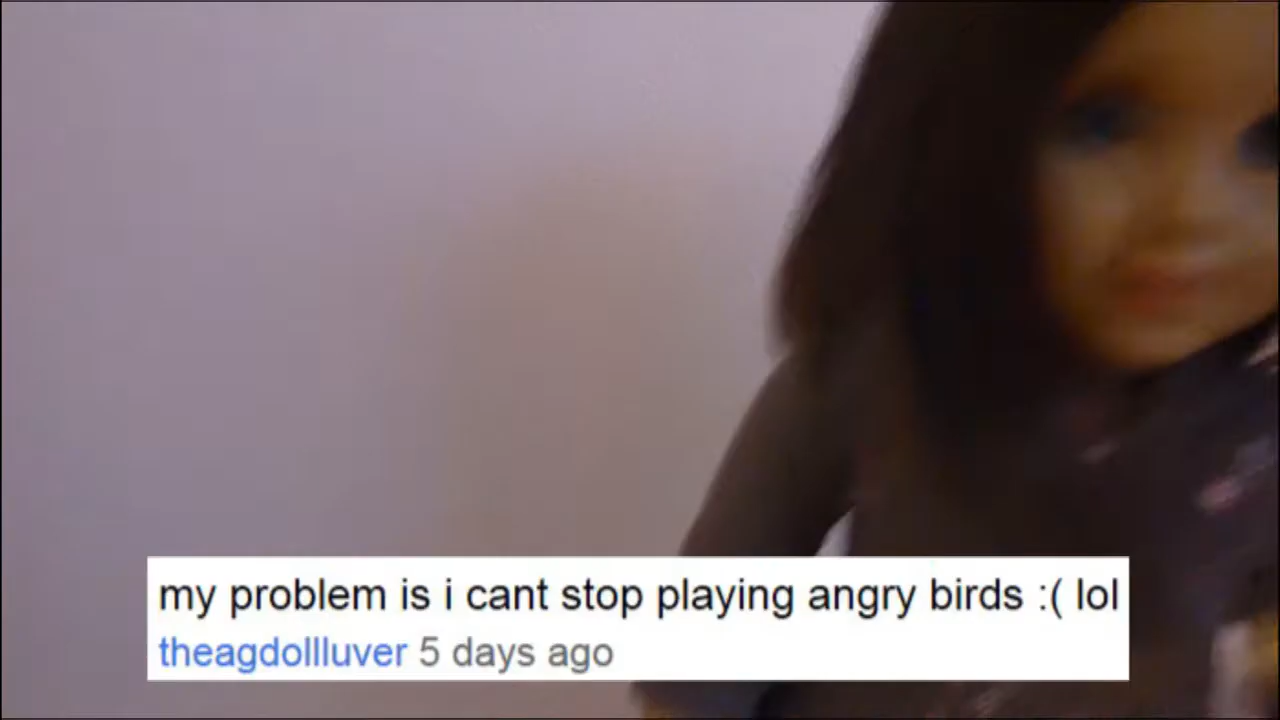 my problem is i cant stop playing angry birds :( lol
theagdollluver 5 days ago